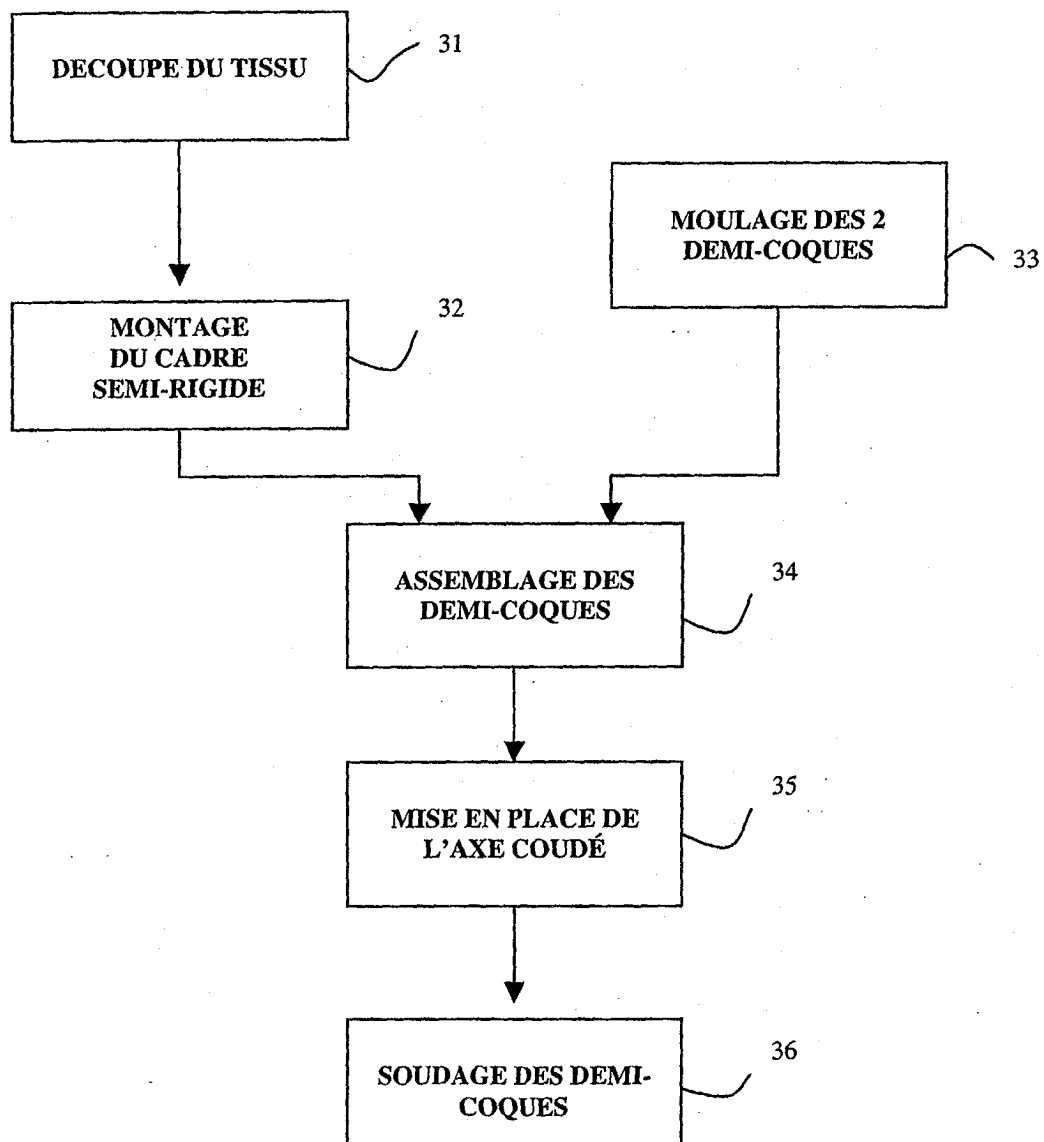 DECOUPE DU TISSU
31
MOULAGE DES 2
DEMI-COQUES
33
MONTAGE
DU CADRE
SEMI-RIGIDE
32
ASSEMBLAGE DES
DEMI-COQUES
34
MISE EN PLACE DE
L'AXE COUDÉ
35
SOUDAGE DES DEMI-
COQUES
36